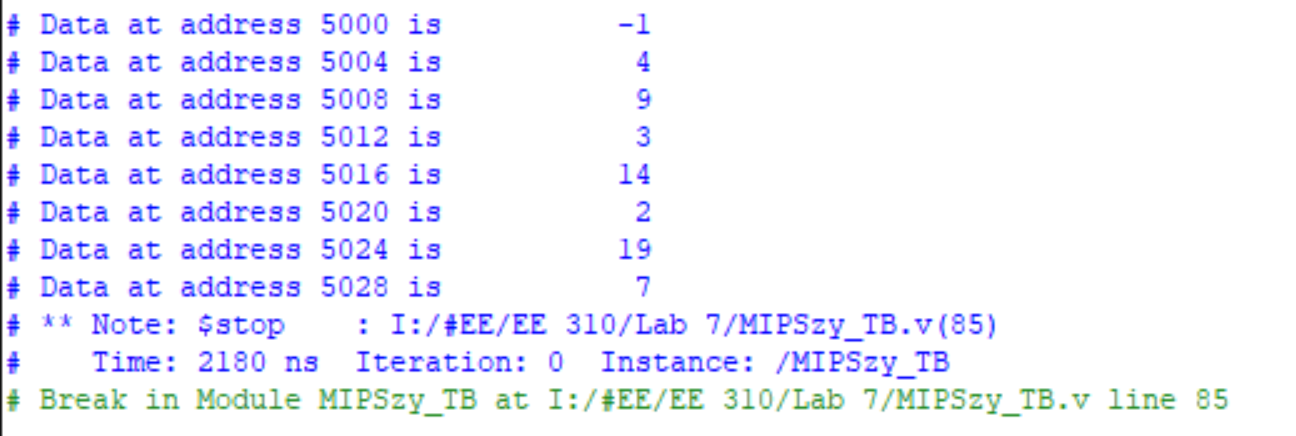 # Data at address 5000 is -1
# Data at address 5004 is 4
# Data at address 5008 is 9
# Data at address 5012 is 3
# Data at address 5016 is 14
# Data at address 5020 is 2
# Data at address 5024 is 19
# Data at address 5028 is 7
# ** Note: $stop : I:/#EE/EE 310/Lab 7/MIPSzy_TB.v(85)
# Time: 2180 ns Iteration: 0 Instance: /MIPSzy_TB
# Break in Module MIPSzy_TB at I:/#EE/EE 310/Lab 7/MIPSzy_TB.v line 85